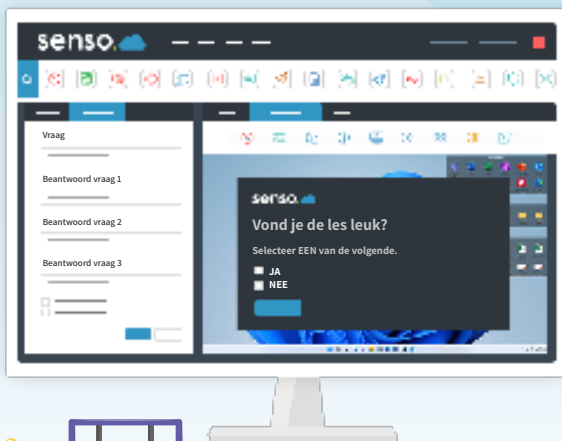 senso
Vraag
Beantwoord vraag 1
Beantwoord vraag 2
Beantwoord vraag 3
senso
Vond je de les leuk?
Selecteer EEN van de volgende.
JA
NEE